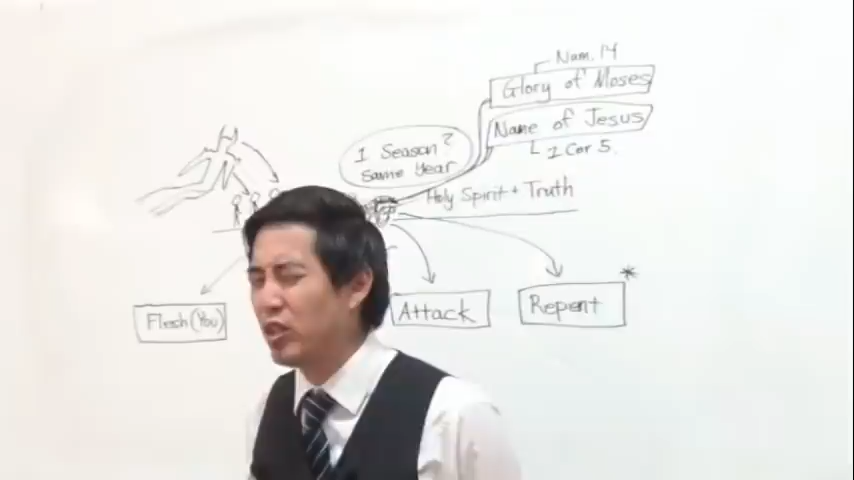 Num. 14
Glory of Moses
Name of Jesus
1 Cor 5.
1 Season?
Same Year
Holy Spirit + Truth
Flesh (You)
Attack
Repent *